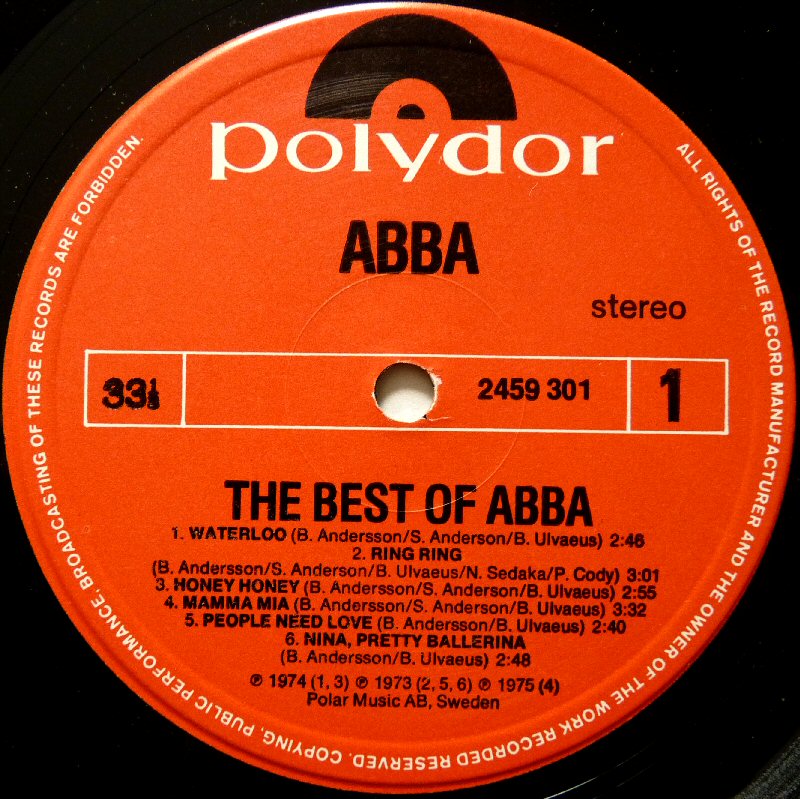 polydor
ABBA
stereo
33⅓
2459 301
1
THE BEST OF ABBA
1. WATERLOO (B. Andersson/S. Anderson/B. Ulvaeus) 2:46
2. RING RING
(B. Andersson/S. Anderson/B. Ulvaeus/N. Sedaka/P. Cody) 3:01
3. HONEY HONEY (B. Andersson/S. Anderson/B. Ulvaeus) 2:55
4. MAMMA MIA (B. Andersson/S. Anderson/B. Ulvaeus) 3:32
5. PEOPLE NEED LOVE (B. Andersson/B. Ulvaeus) 2:40
6. NINA, PRETTY BALLERINA
(B. Andersson/B. Ulvaeus) 2:48
℗ 1974 (1, 3) ℗ 1973 (2, 5, 6) ℗ 1975 (4)
Polar Music AB, Sweden
ALL RIGHTS OF THE RECORD MANUFACTURER AND THE OWNER OF THE WORK RECORDED RESERVED. COPYING, PUBLIC PERFORMANCE, BROADCASTING OF THESE RECORDS ARE FORBIDDEN.